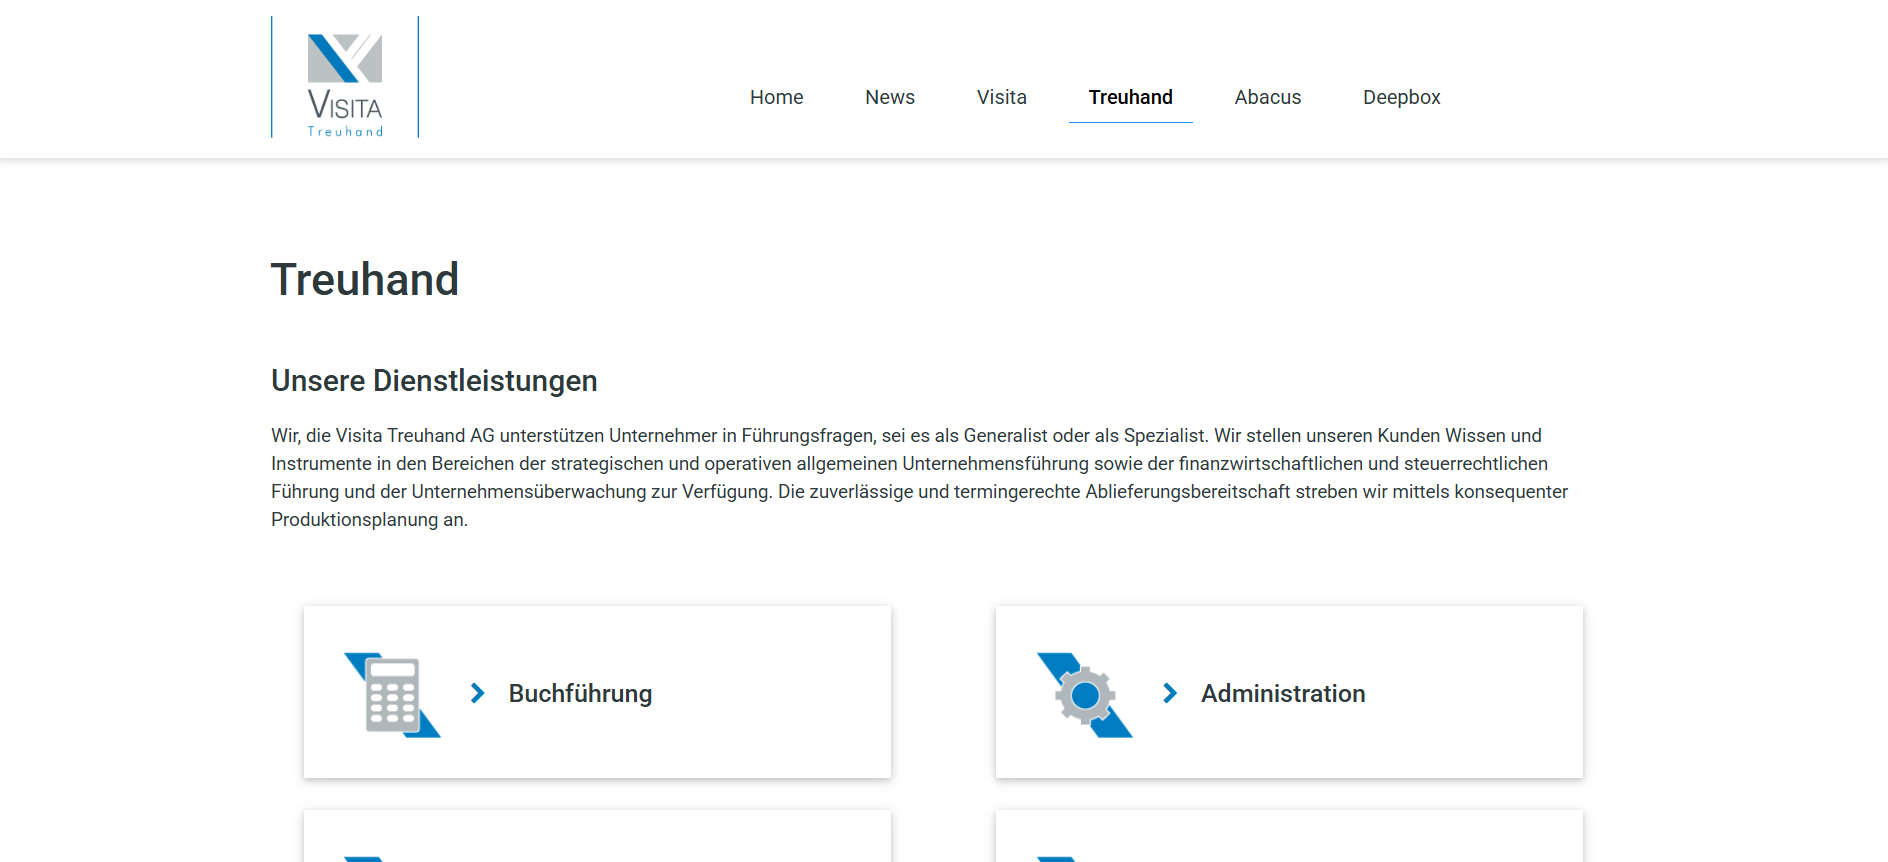 VISITA
Treuhand
Home
News
Visita
Treuhand
Abacus
Deepbox
Treuhand
Unsere Dienstleistungen
Wir, die Visita Treuhand AG unterstützen Unternehmer in Führungsfragen, sei es als Generalist oder als Spezialist. Wir stellen unseren Kunden Wissen und
Instrumente in den Bereichen der strategischen und operativen allgemeinen Unternehmensführung sowie der finanzwirtschaftlichen und steuerrechtlichen
Führung und der Unternehmensüberwachung zur Verfügung. Die zuverlässige und termingerechte Ablieferungsbereitschaft streben wir mittels konsequenter
Produktionsplanung an.
Buchführung
Administration